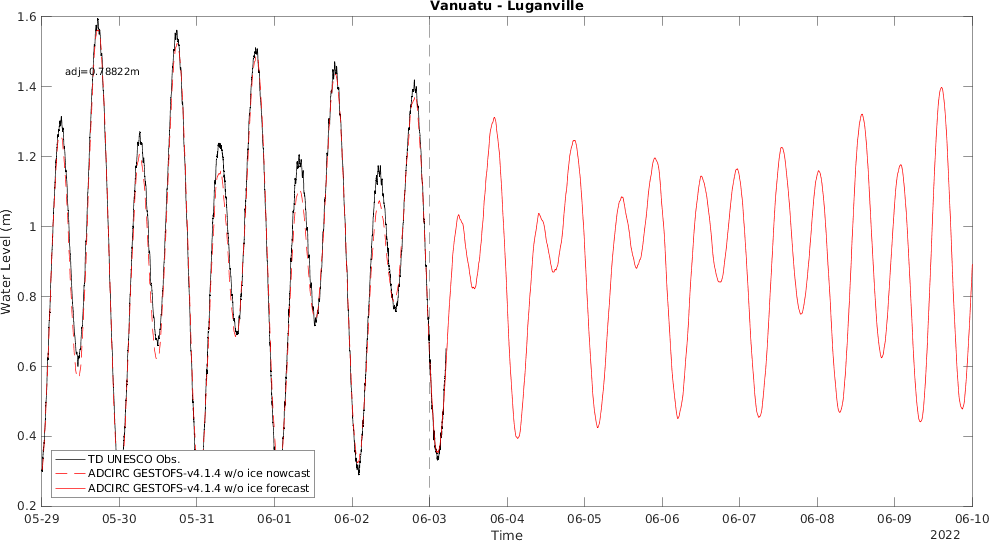 Vanuatu - Luganville
1.6
1.4
1.2
1
0.8
0.6
0.4
0.2
Water Level (m)
adj=0.78822m
TD UNESCO Obs.
ADCIRC GESTOFS-v4.1.4 w/o ice nowcast
ADCIRC GESTOFS-v4.1.4 w/o ice forecast
05-29 05-30 05-31 06-01 06-02 06-03 06-04 06-05 06-06 06-07 06-08 06-09 06-10
Time
2022